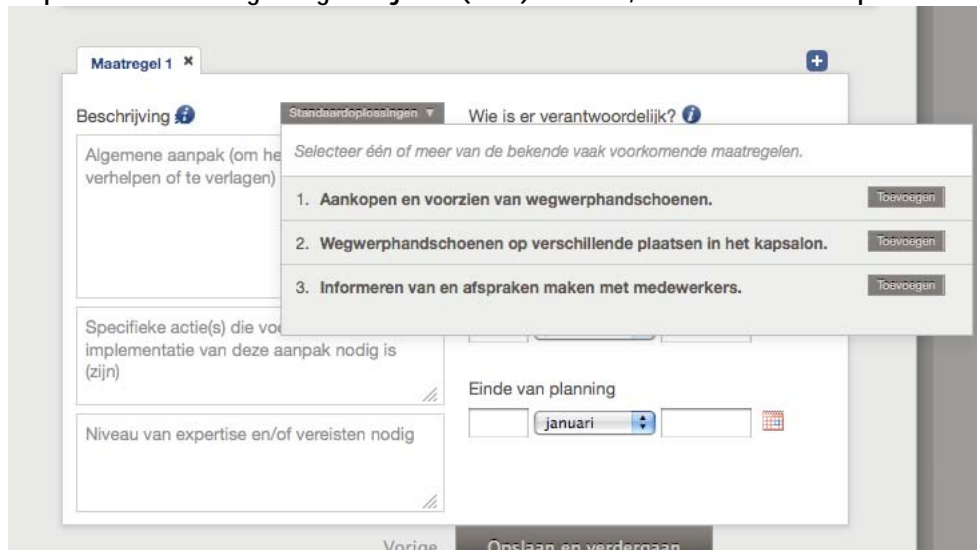 Maatregel 1 ×
Beschrijving
Standaardoplossingen ▼
Wie is er verantwoordelijk?
Algemene aanpak (om he
verhelpen of te verlagen)
Selecteer één of meer van de bekende vaak voorkomende maatregelen.
1. Aankopen en voorzien van wegwerphandschoenen.
Toevoegen
2. Wegwerphandschoenen op verschillende plaatsen in het kapsalon.
Toevoegen
3. Informeren van en afspraken maken met medewerkers.
Toevoegen
Specifieke actie(s) die voo
implementatie van deze aanpak nodig is
(zijn)
Einde van planning
januari
Niveau van expertise en/of vereisten nodig
Vorige
Opslaan en verdergaan